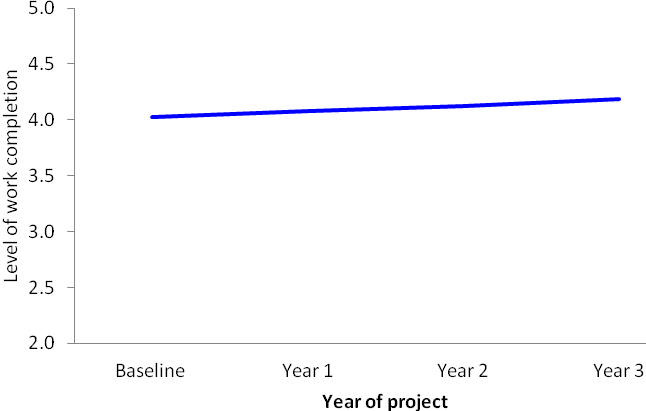 5.0
4.5
4.0
3.5
3.0
2.5
2.0
Level of work completion
Baseline
Year 1
Year 2
Year 3
Year of project